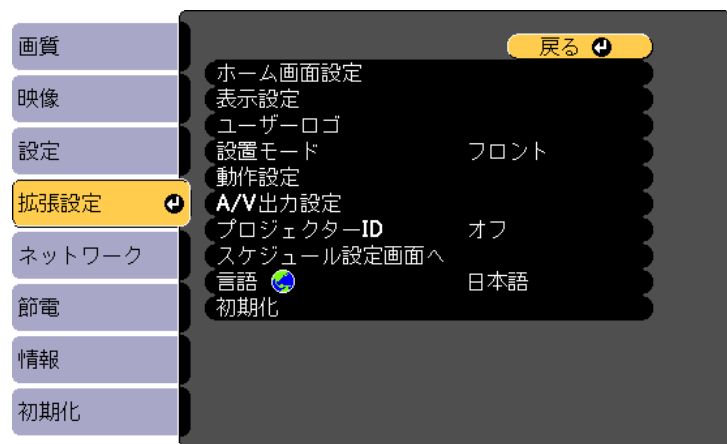 画質
映像
設定
拡張設定
ネットワーク
節電
情報
初期化
戻る
ホーム画面設定
表示設定
ユーザーロゴ
設置モード フロント
動作設定
A/V出力設定
プロジェクターID オフ
スケジュール設定画面へ
言語 日本語
初期化